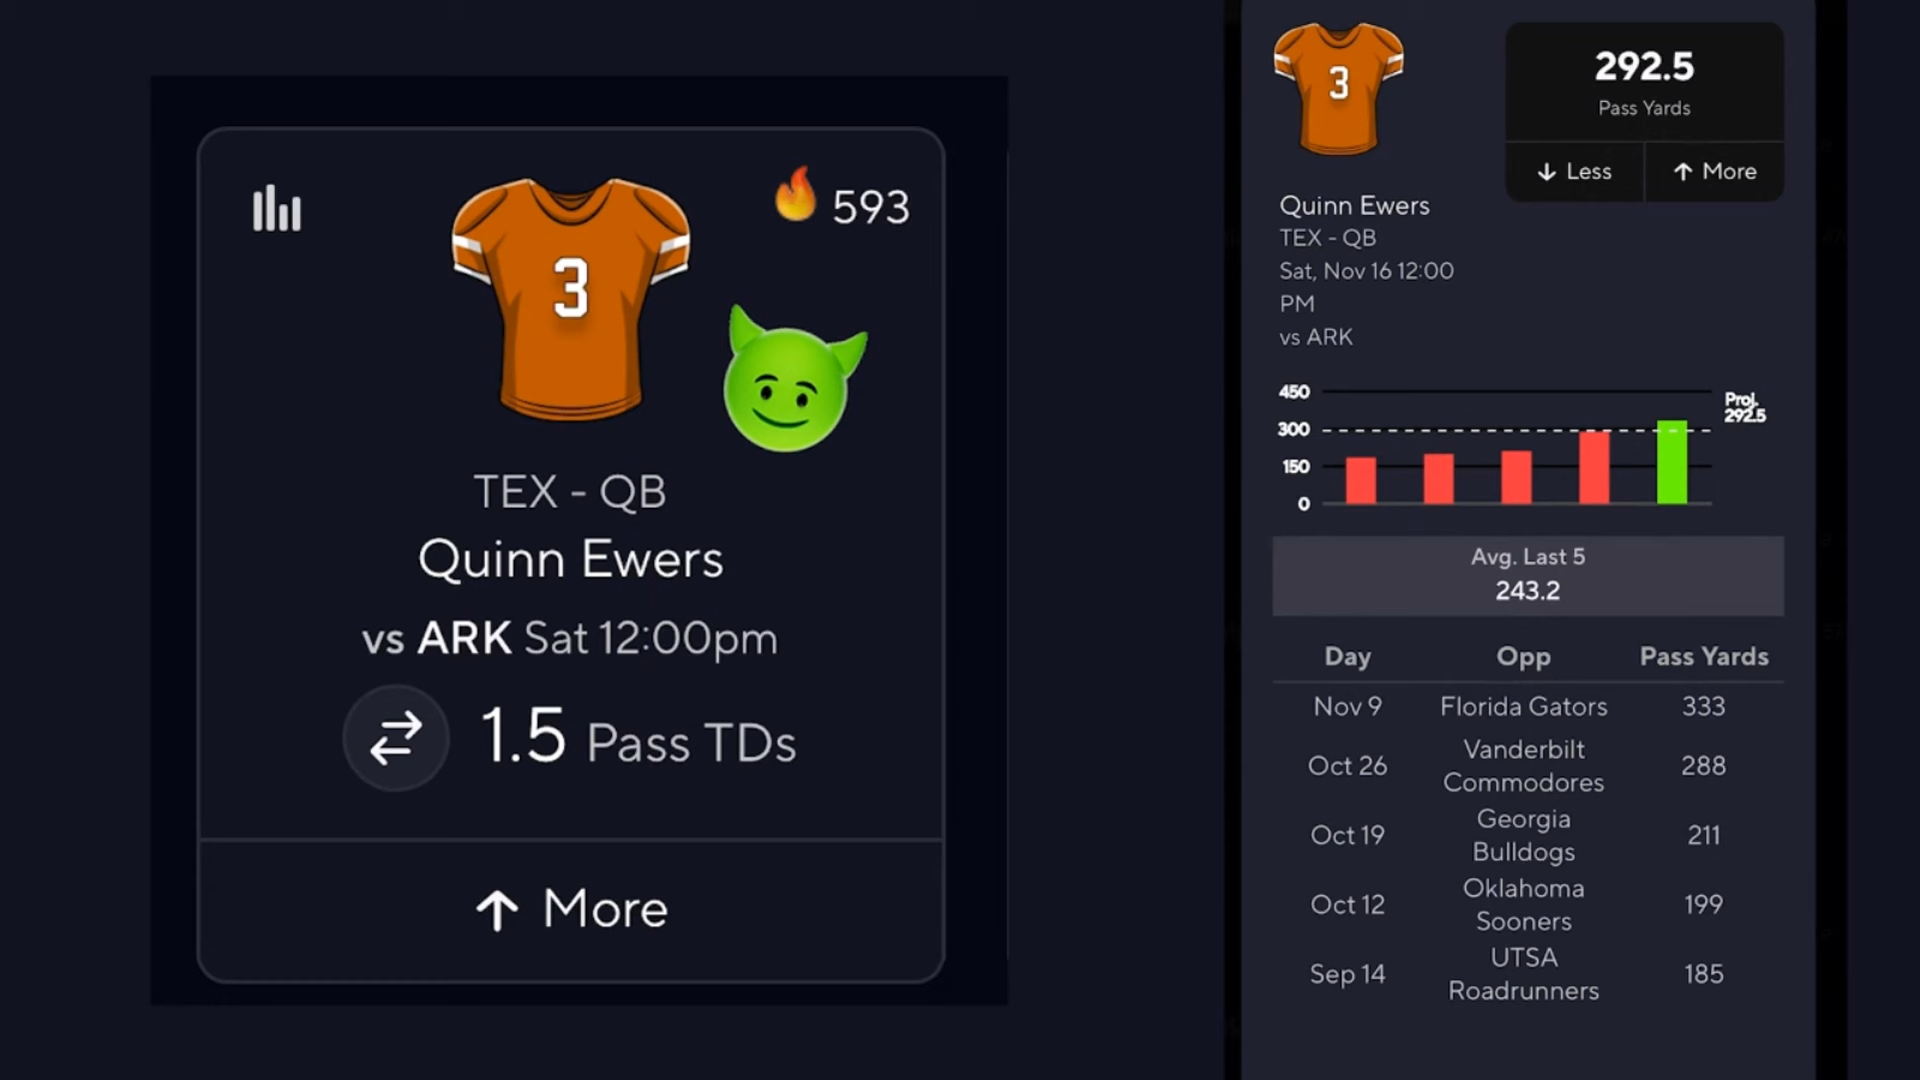 593
3
TEX - QB
Quinn Ewers
vs ARK Sat 12:00pm
1.5 Pass TDs
↑ More
3
292.5
Pass Yards
↓ Less
↑ More
Quinn Ewers
TEX - QB
Sat, Nov 16 12:00
PM
vs ARK
450
300
150
0
Proj.
292.5
Avg. Last 5
243.2
Day Opp Pass Yards
Nov 9 Florida Gators 333
Oct 26 Vanderbilt Commodores 288
Oct 19 Georgia Bulldogs 211
Oct 12 Oklahoma Sooners 199
Sep 14 UTSA Roadrunners 185